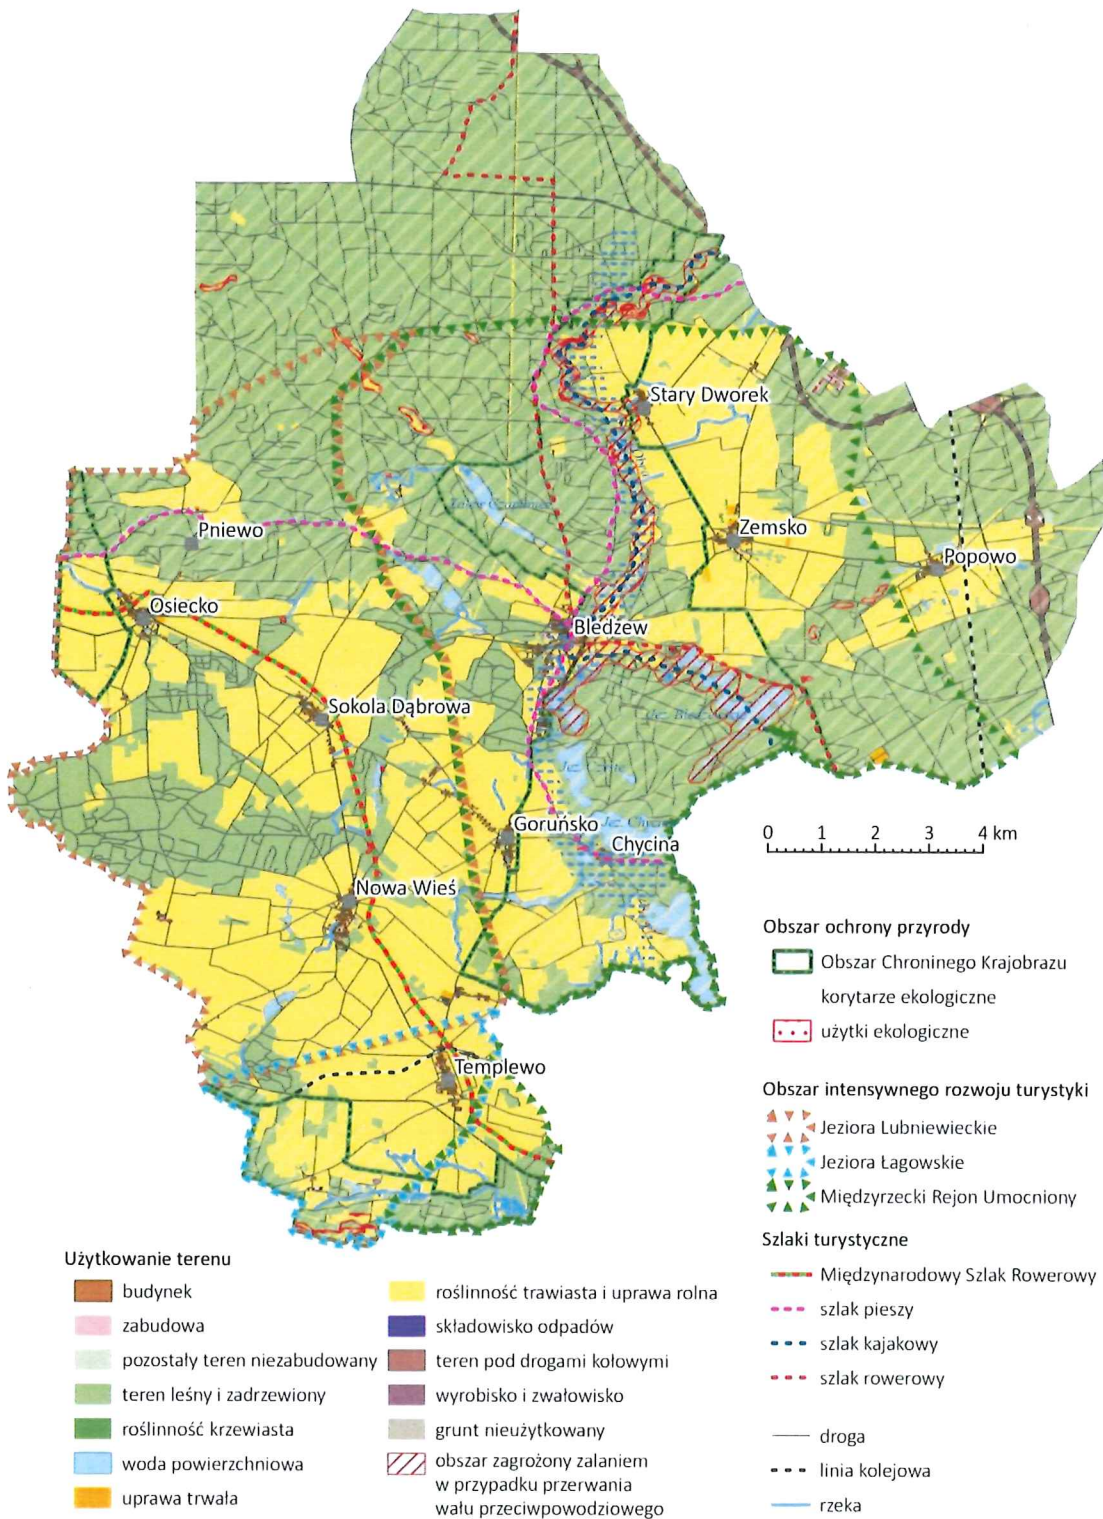 Stary Dworek
Obra
Pniewo
Zemsko
Popowo
Osiecko
Bledzew
Sokola Dąbrowa
Goruńsko
Chycina
Nowa Wieś
Templewo
0 1 2 3 4 km
Obszar ochrony przyrody
Obszar Chroninego Krajobrazu
korytarze ekologiczne
użytki ekologiczne
Obszar intensywnego rozwoju turystyki
Jeziora Lubniewieckie
Jeziora Łagowskie
Międzyrzecki Rejon Umocniony
Szlaki turystyczne
Międzynarodowy Szlak Rowerowy
szlak pieszy
szlak kajakowy
szlak rowerowy
droga
linia kolejowa
rzeka
Użytkowanie terenu
budynek
zabudowa
pozostały teren niezabudowany
teren leśny i zadrzewiony
roślinność krzewiasta
woda powierzchniowa
uprawa trwała
roślinność trawiasta i uprawa rolna
składowisko odpadów
teren pod drogami kołowymi
wyrobisko i zwałowisko
grunt nieużytkowany
obszar zagrożony zalaniem
w przypadku przerwania
wału przeciwpowodziowego